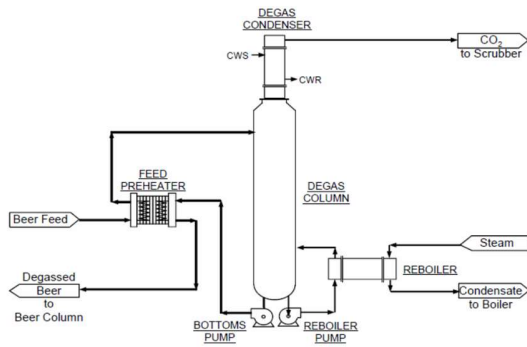 DEGAS
CONDENSER
CO2
to Scrubber
CWS
CWR
FEED
PREHEATER
DEGAS
COLUMN
Beer Feed
Steam
REBOILER
Degassed
Beer
to
Beer Column
Condensate
to Boiler
BOTTOMS
PUMP
REBOILER
PUMP